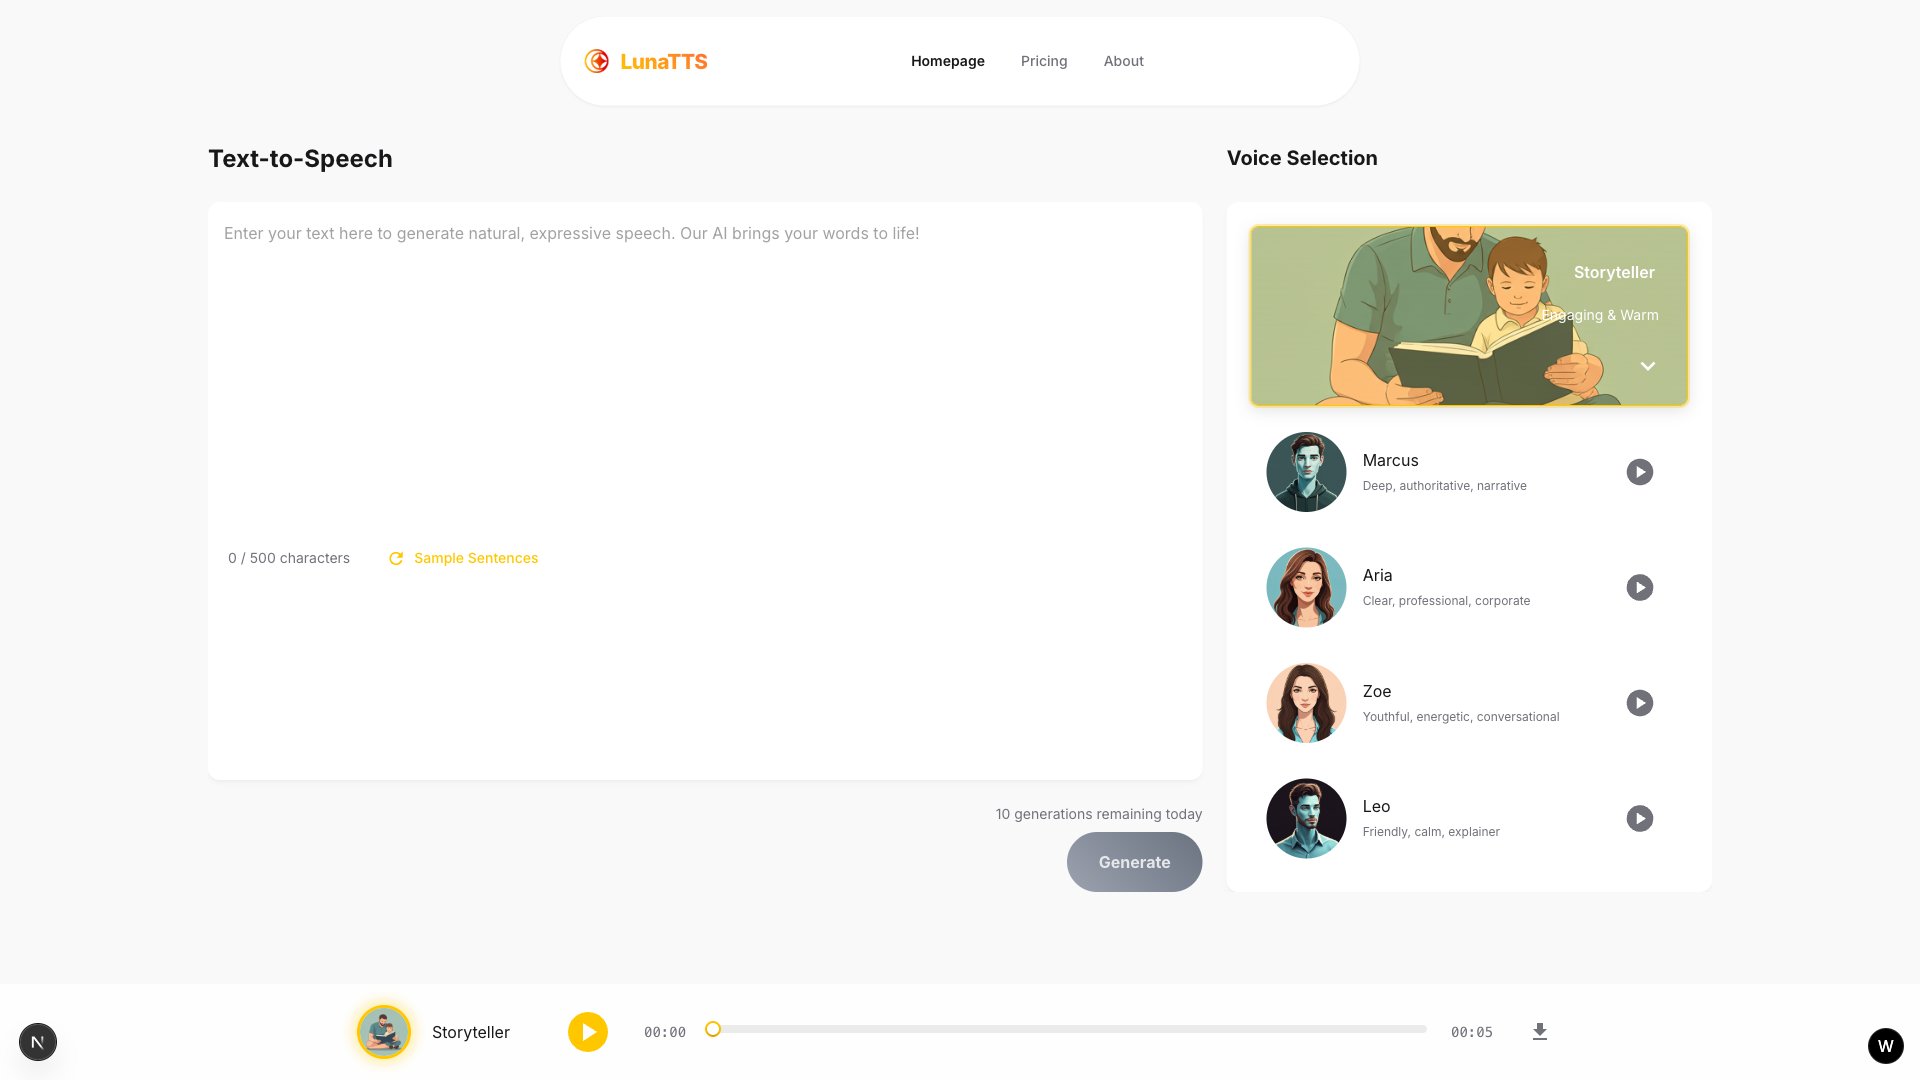 LunaTTS
Homepage
Pricing
About
Text-to-Speech
Enter your text here to generate natural, expressive speech. Our AI brings your words to life!
0 / 500 characters
Sample Sentences
10 generations remaining today
Generate
Voice Selection
Storyteller
Engaging & Warm
Marcus
Deep, authoritative, narrative
Aria
Clear, professional, corporate
Zoe
Youthful, energetic, conversational
Leo
Friendly, calm, explainer
N
Storyteller
00:00
00:05
W